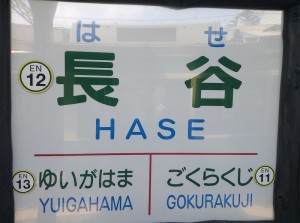 はせ
EN
12
長谷
HASE
EN
13
ゆいがはま
YUIGAHAMA
ごくらくじ
GOKURAKUJI
EN
11